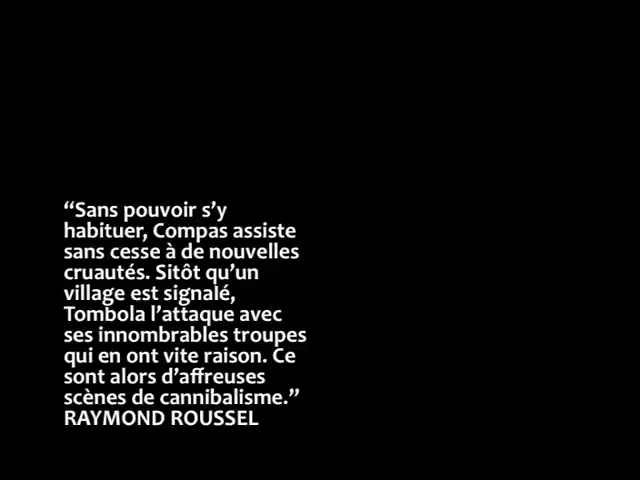 “Sans pouvoir s’y
habituer, Compas assiste
sans cesse à de nouvelles
cruautés. Sitôt qu’un
village est signalé,
Tombola l’attaque avec
ses innombrables troupes
qui en ont vite raison. Ce
sont alors d’affreuses
scènes de cannibalisme.”
RAYMOND ROUSSEL